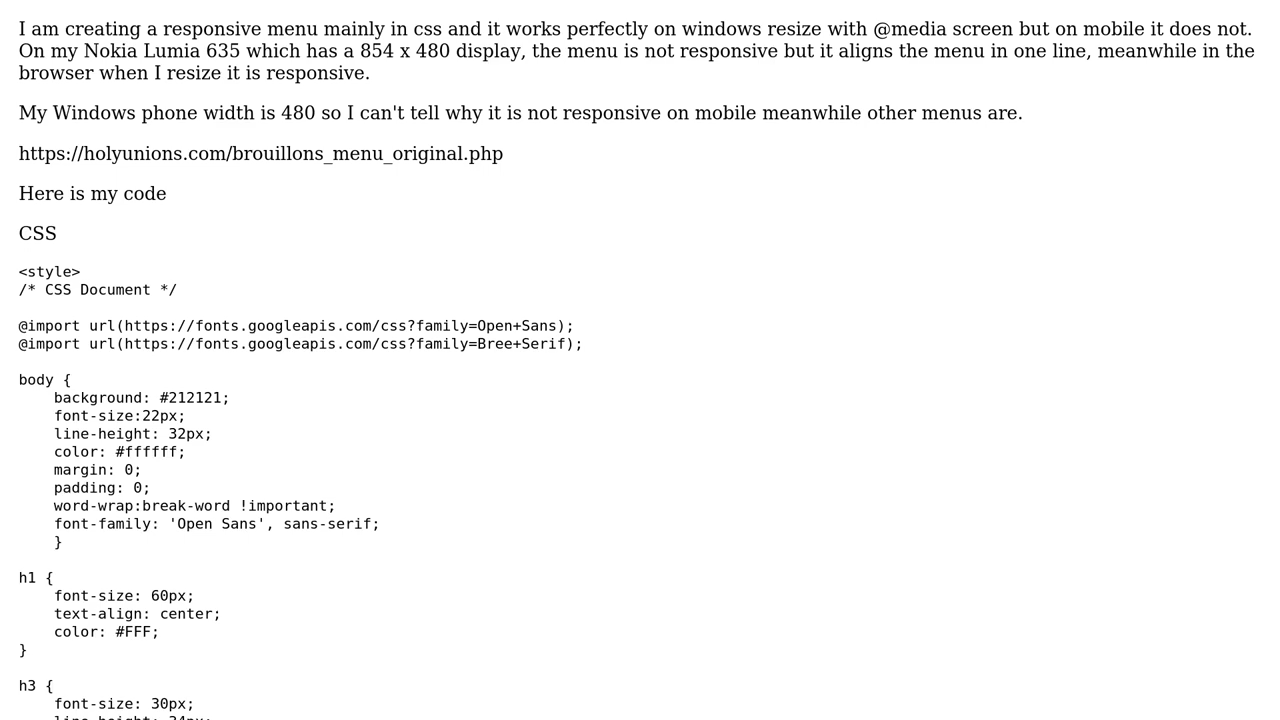 I am creating a responsive menu mainly in css and it works perfectly on windows resize with @media screen but on mobile it does not.
On my Nokia Lumia 635 which has a 854 x 480 display, the menu is not responsive but it aligns the menu in one line, meanwhile in the
browser when I resize it is responsive.
My Windows phone width is 480 so I can't tell why it is not responsive on mobile meanwhile other menus are.
https://holyunions.com/brouillons_menu_original.php
Here is my code
CSS
<style>
/* CSS Document */
@import url(https://fonts.googleapis.com/css?family=Open+Sans);
@import url(https://fonts.googleapis.com/css?family=Bree+Serif);
body {
    background: #212121;
    font-size:22px;
    line-height: 32px;
    color: #ffffff;
    margin: 0;
    padding: 0;
    word-wrap:break-word !important;
    font-family: 'Open Sans', sans-serif;
    }
h1 {
    font-size: 60px;
    text-align: center;
    color: #FFF;
}
h3 {
    font-size: 30px;
    line-height: 34px;